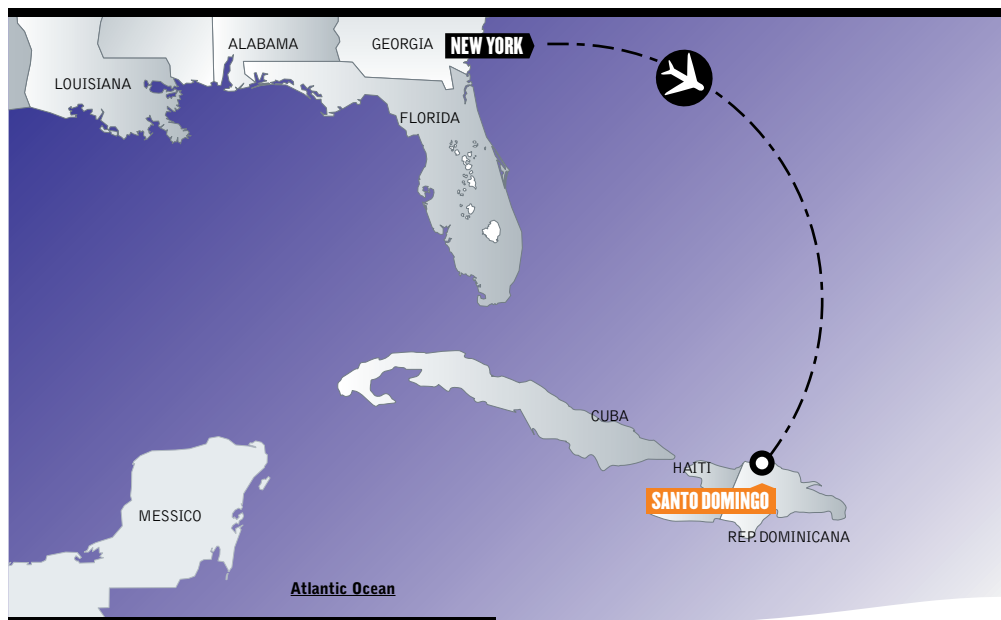 ALABAMA
GEORGIA
NEW YORK
LOUISIANA
FLORIDA
CUBA
HAITI
SANTO DOMINGO
MESSICO
REP.DOMINICANA
Atlantic Ocean